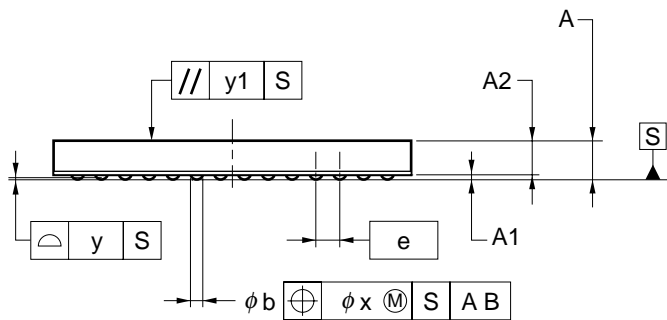 A
// y1 S
A2
S
⌓ y S
e
A1
φb ⌖ φx Ⓜ S A B